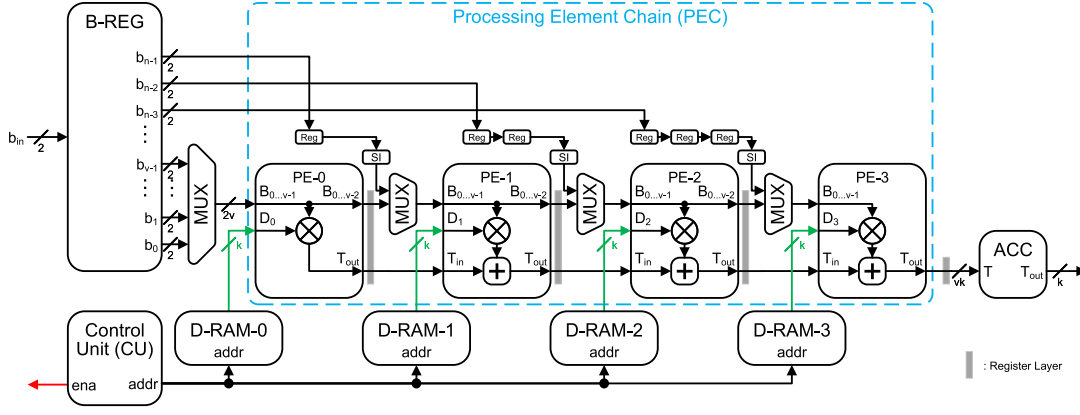 B-REG
Processing Element Chain (PEC)
b_in
2
b_n-1
2
b_n-2
2
b_n-3
2
b_v-1
2
b_1
2
b_0
2
MUX
2v
Reg
SI
Reg
Reg
SI
Reg
Reg
Reg
SI
PE-0
B_0...v-1
B_0...v-2
D_0
T_out
k
MUX
PE-1
B_0...v-1
B_0...v-2
D_1
T_in
T_out
k
MUX
PE-2
B_0...v-1
B_0...v-2
D_2
T_in
T_out
k
MUX
PE-3
B_0...v-1
D_3
T_in
T_out
k
vk
ACC
T
T_out
k
Control
Unit (CU)
ena
addr
D-RAM-0
addr
D-RAM-1
addr
D-RAM-2
addr
D-RAM-3
addr
: Register Layer